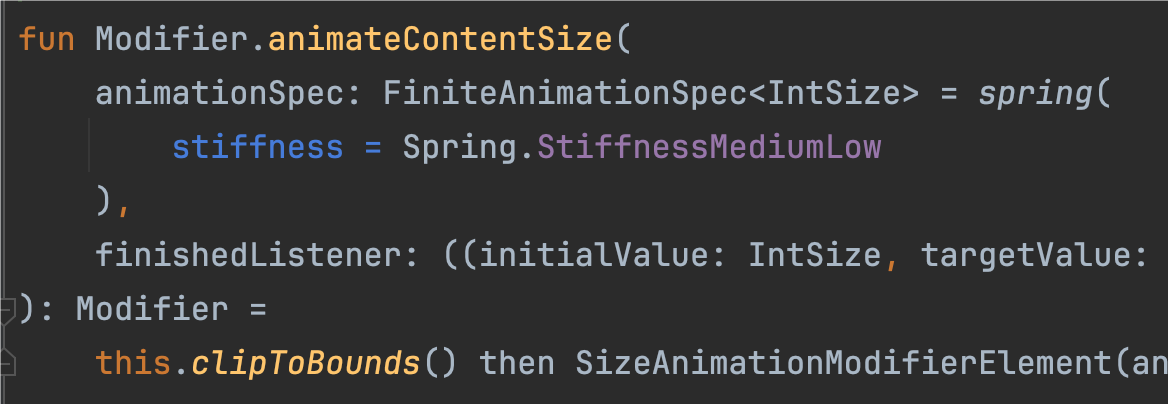 fun Modifier.animateContentSize(
animationSpec: FiniteAnimationSpec<IntSize> = spring(
stiffness = Spring.StiffnessMediumLow
),
finishedListener: ((initialValue: IntSize, targetValue:
): Modifier =
this.clipToBounds() then SizeAnimationModifierElement(an